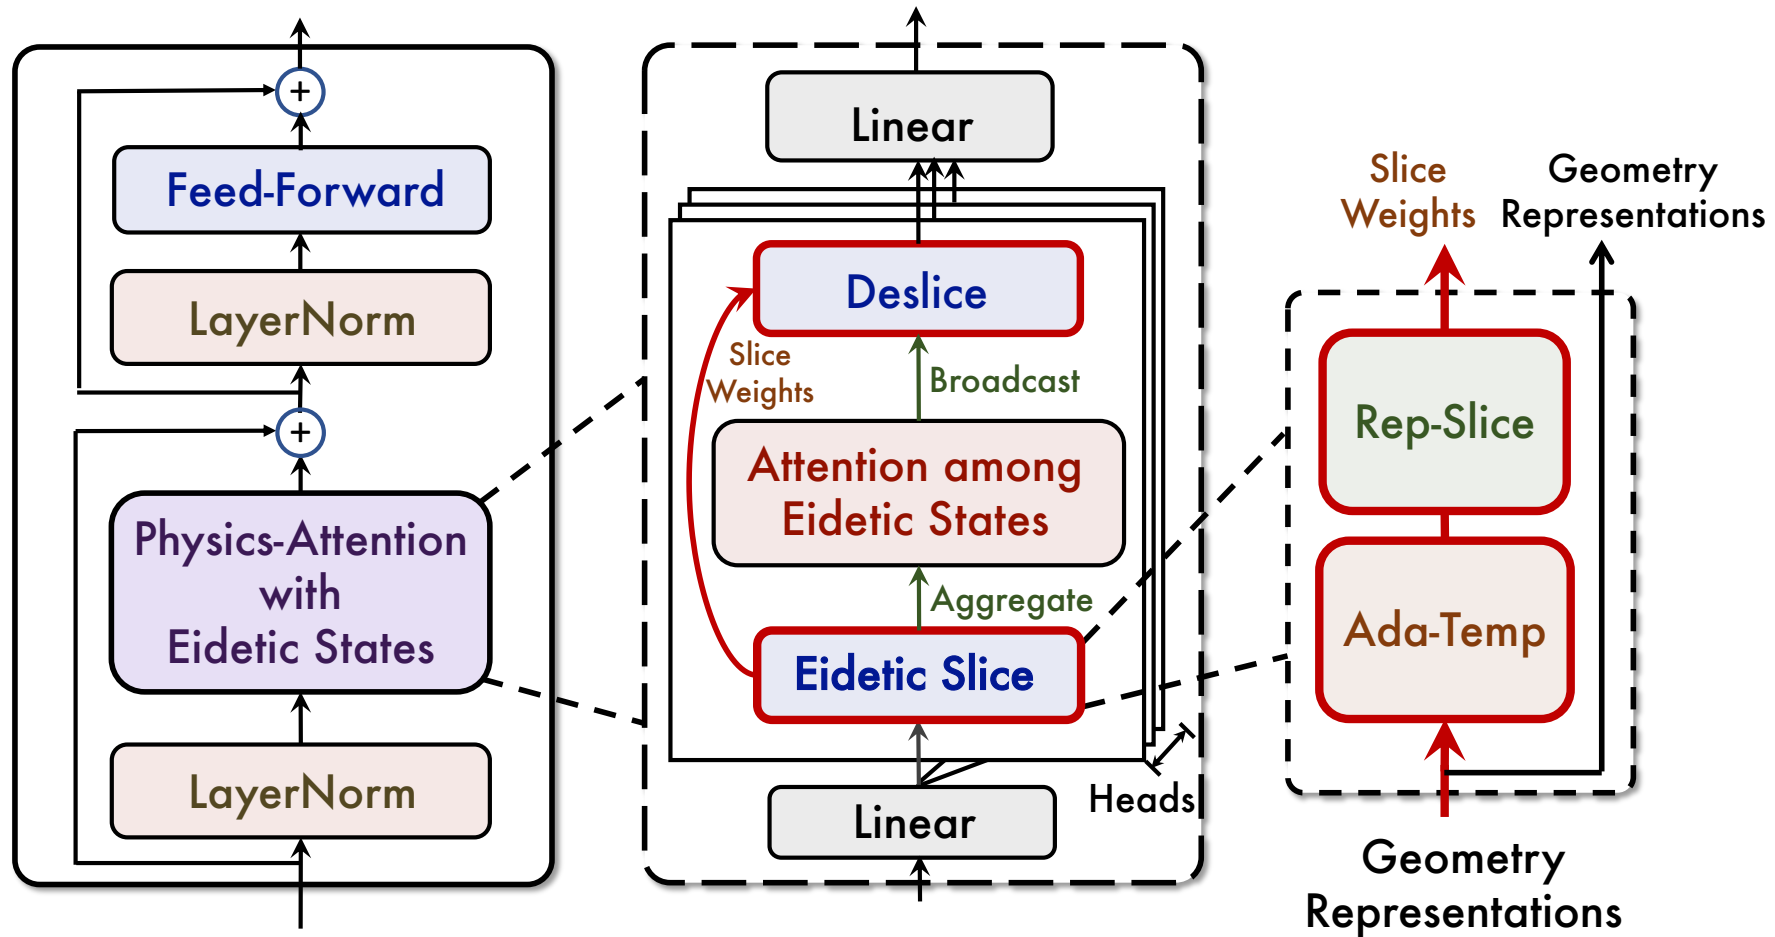 +
Feed-Forward
LayerNorm
+
Physics-Attention
with
Eidetic States
LayerNorm
Linear
Deslice
Slice
Weights
Broadcast
Attention among
Eidetic States
Aggregate
Eidetic Slice
Heads
Linear
Slice
Weights
Geometry
Representations
Rep-Slice
Ada-Temp
Geometry
Representations